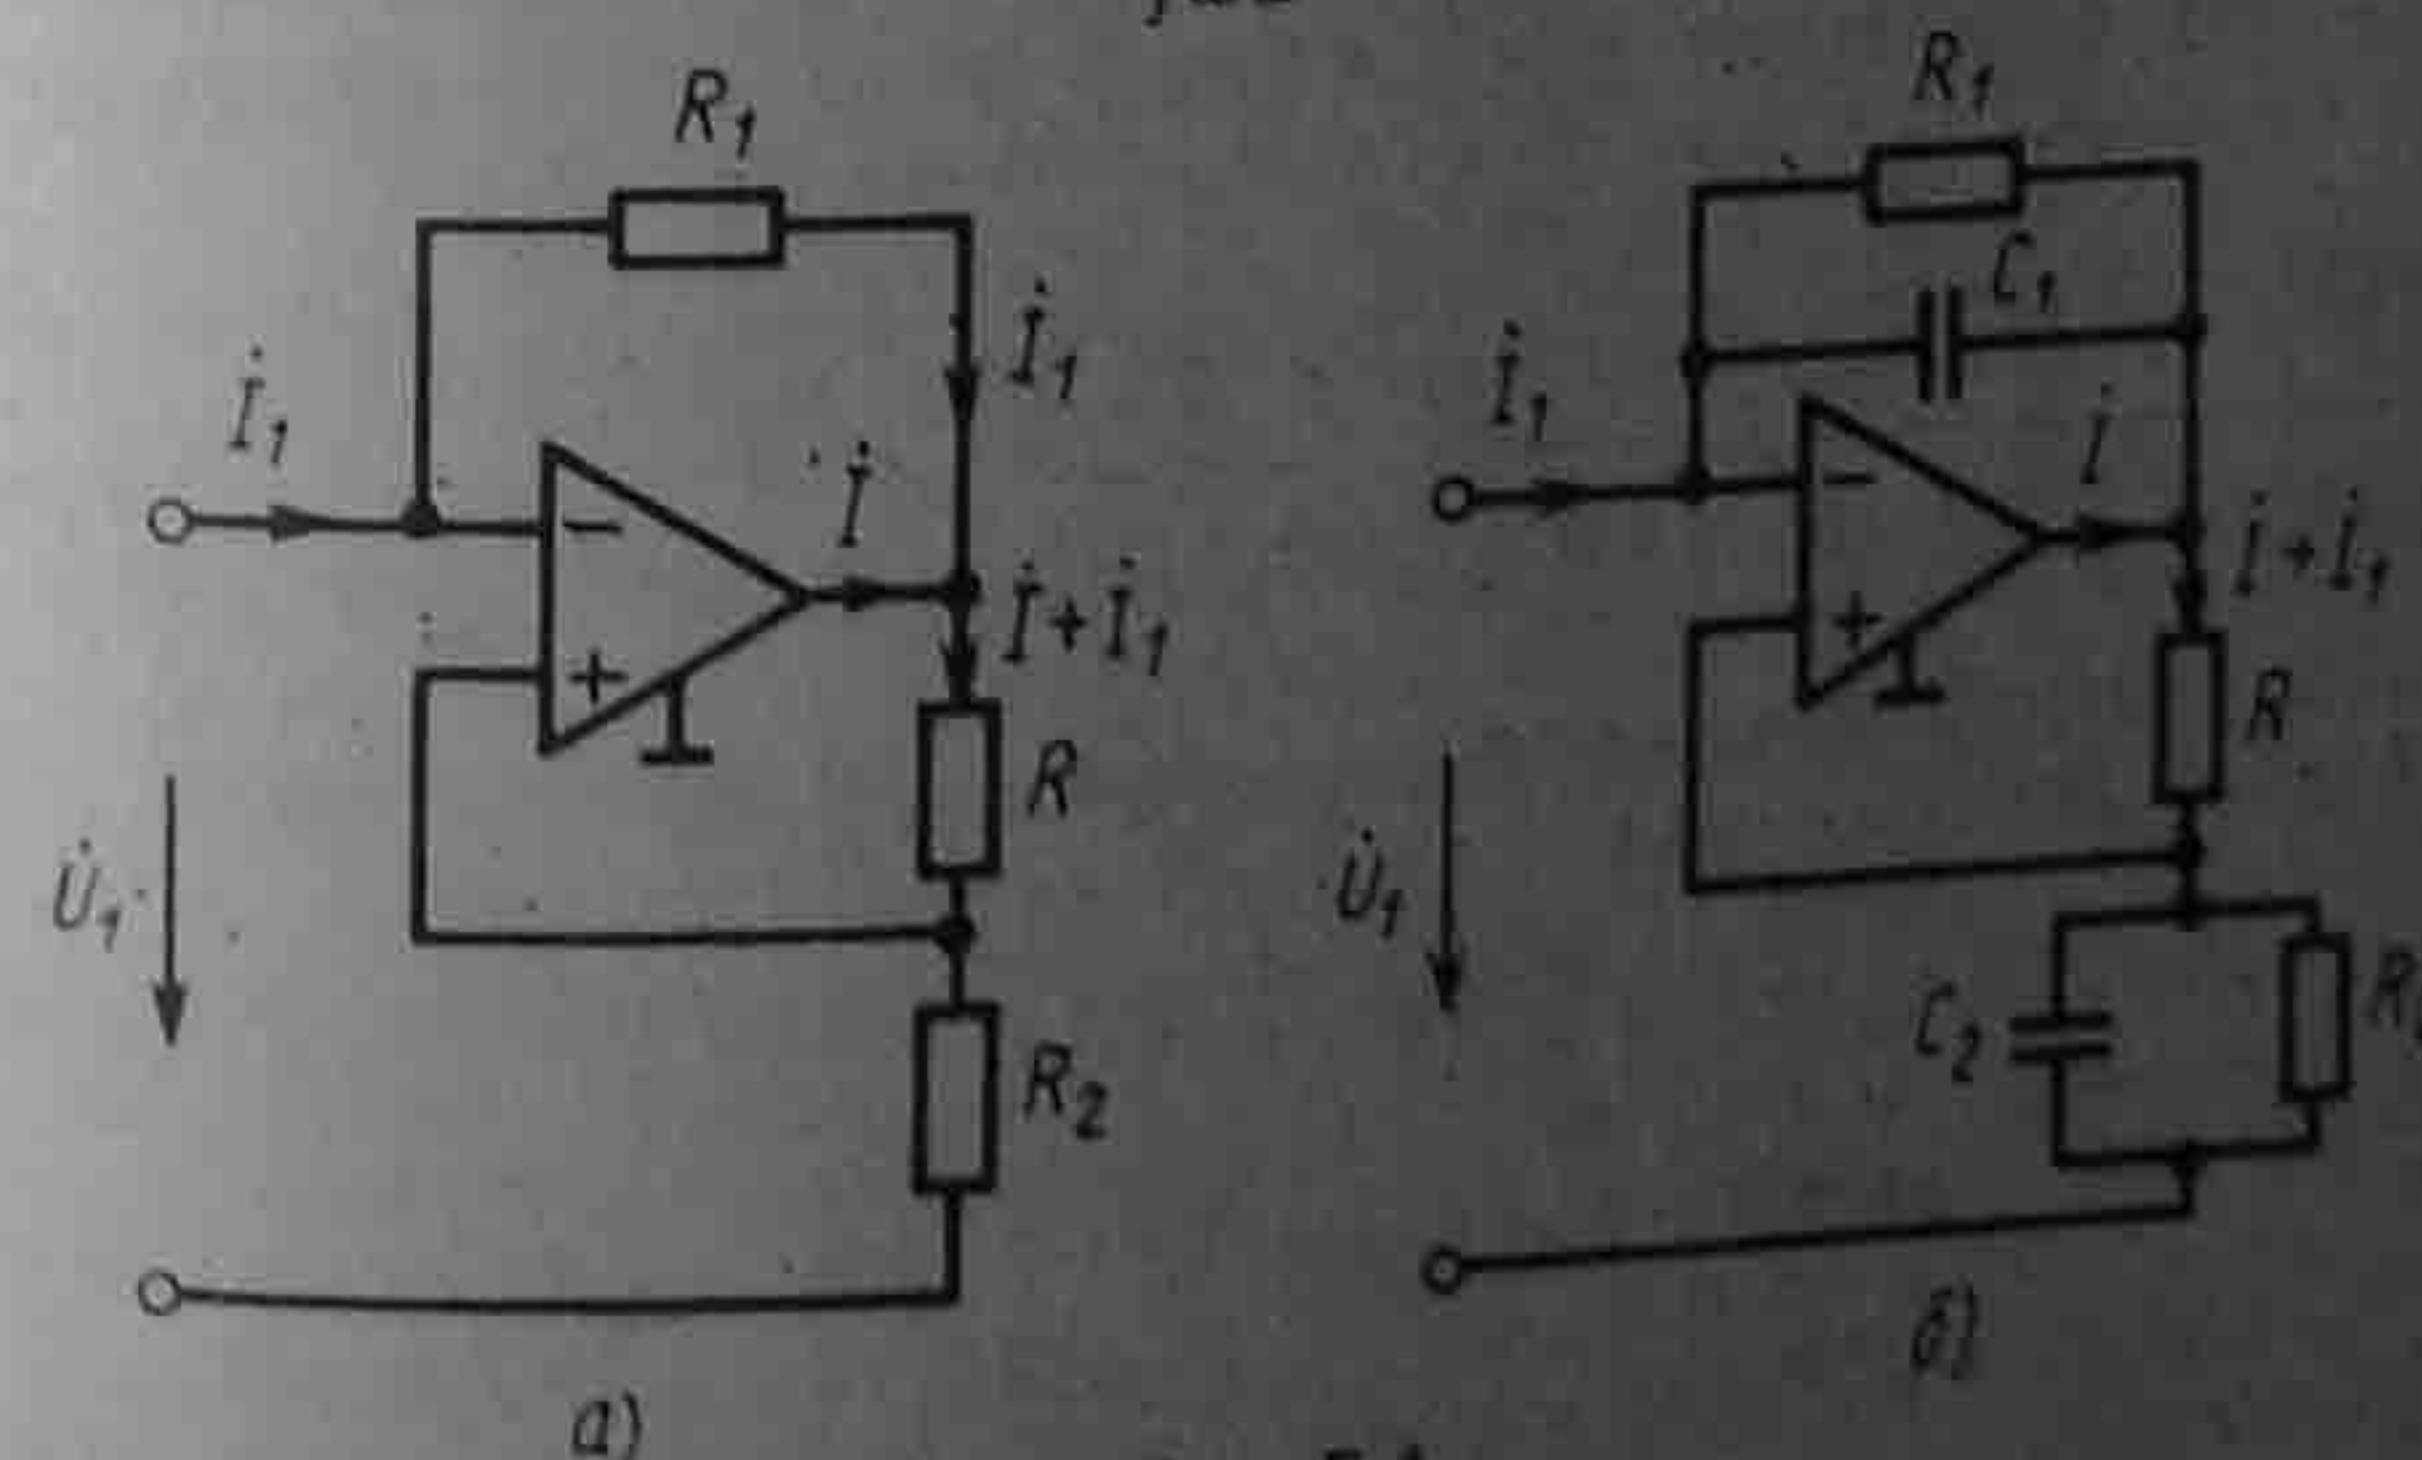 R₁
İ₁
İ₁
İ
İ+İ₁
−
+
R
U̇₁
R₂
а)
R₁
C₁
İ₁
İ
İ+İ₁
−
+
R
U̇₁
C₂
б)